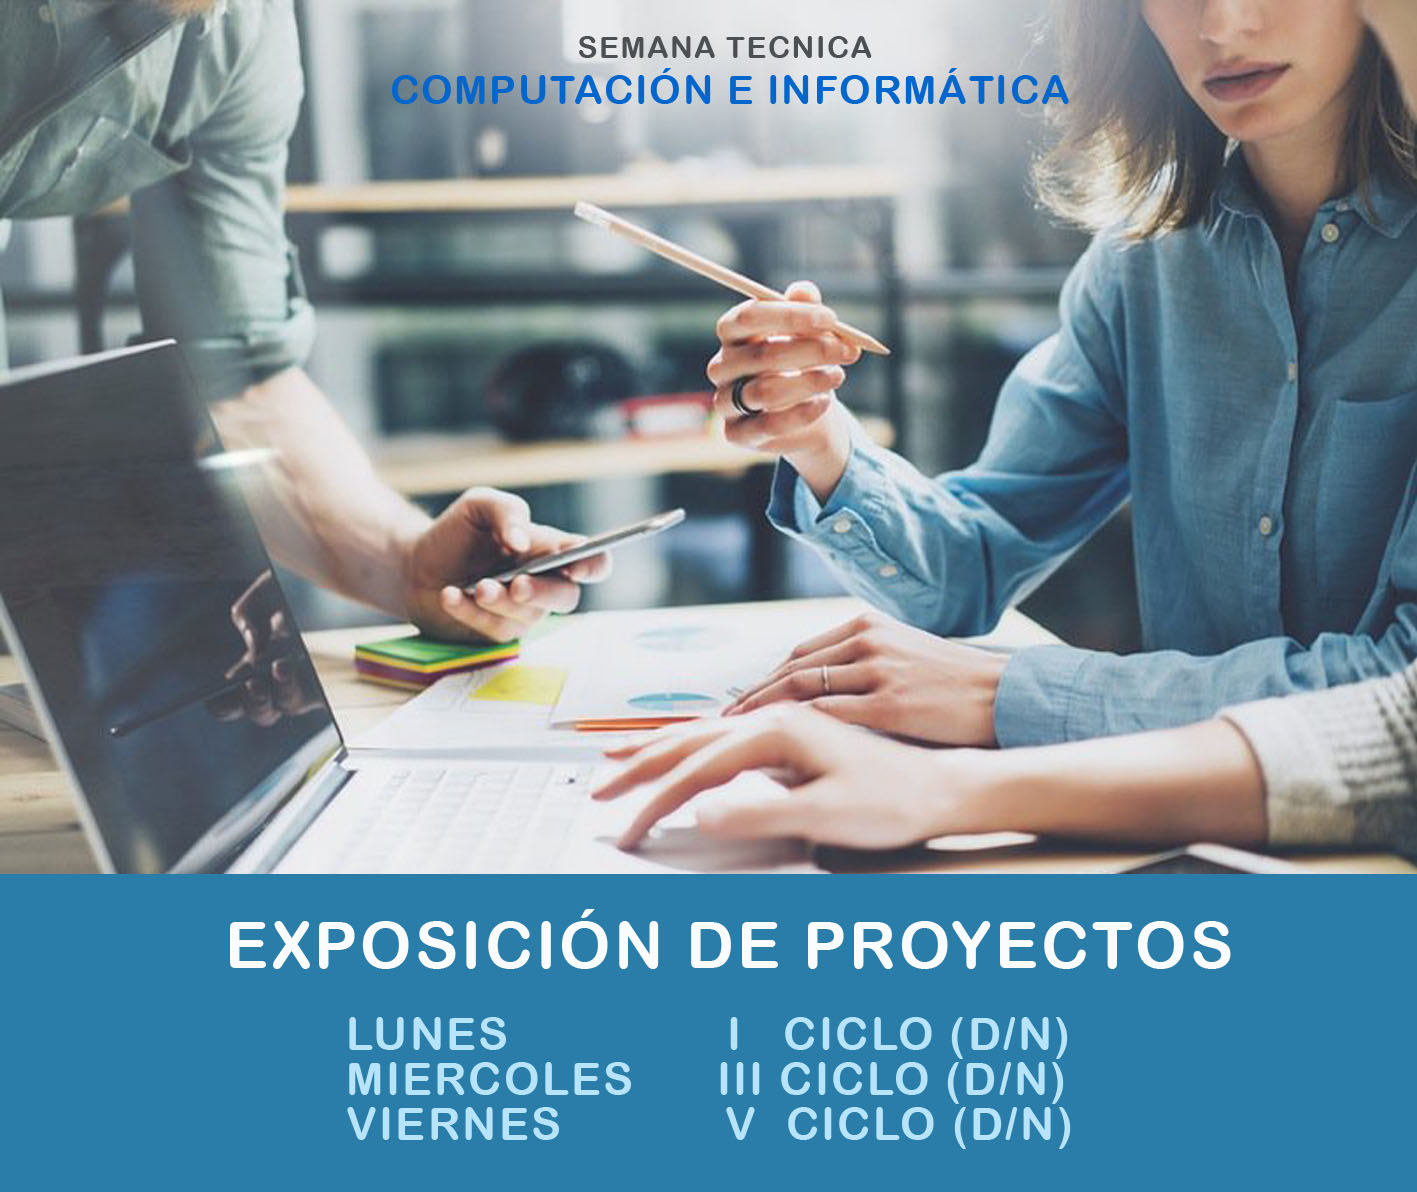 SEMANA TECNICA
COMPUTACIÓN E INFORMÁTICA
EXPOSICIÓN DE PROYECTOS
LUNES I CICLO (D/N)
MIERCOLES III CICLO (D/N)
VIERNES V CICLO (D/N)